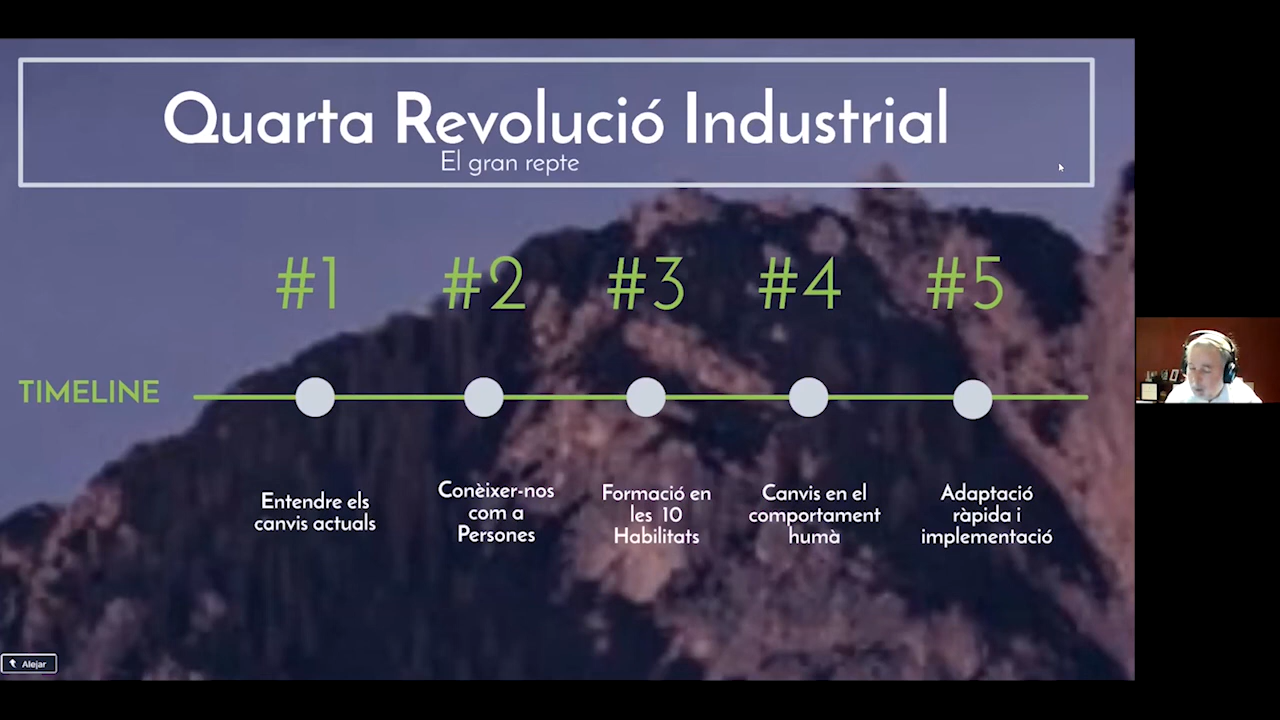 Quarta Revolució Industrial
El gran repte
#1
#2
#3
#4
#5
TIMELINE
Entendre els
canvis actuals
Conèixer-nos
com a
Persones
Formació en
les 10
Habilitats
Canvis en el
comportament
humà
Adaptació
ràpida i
implementació
Alejar